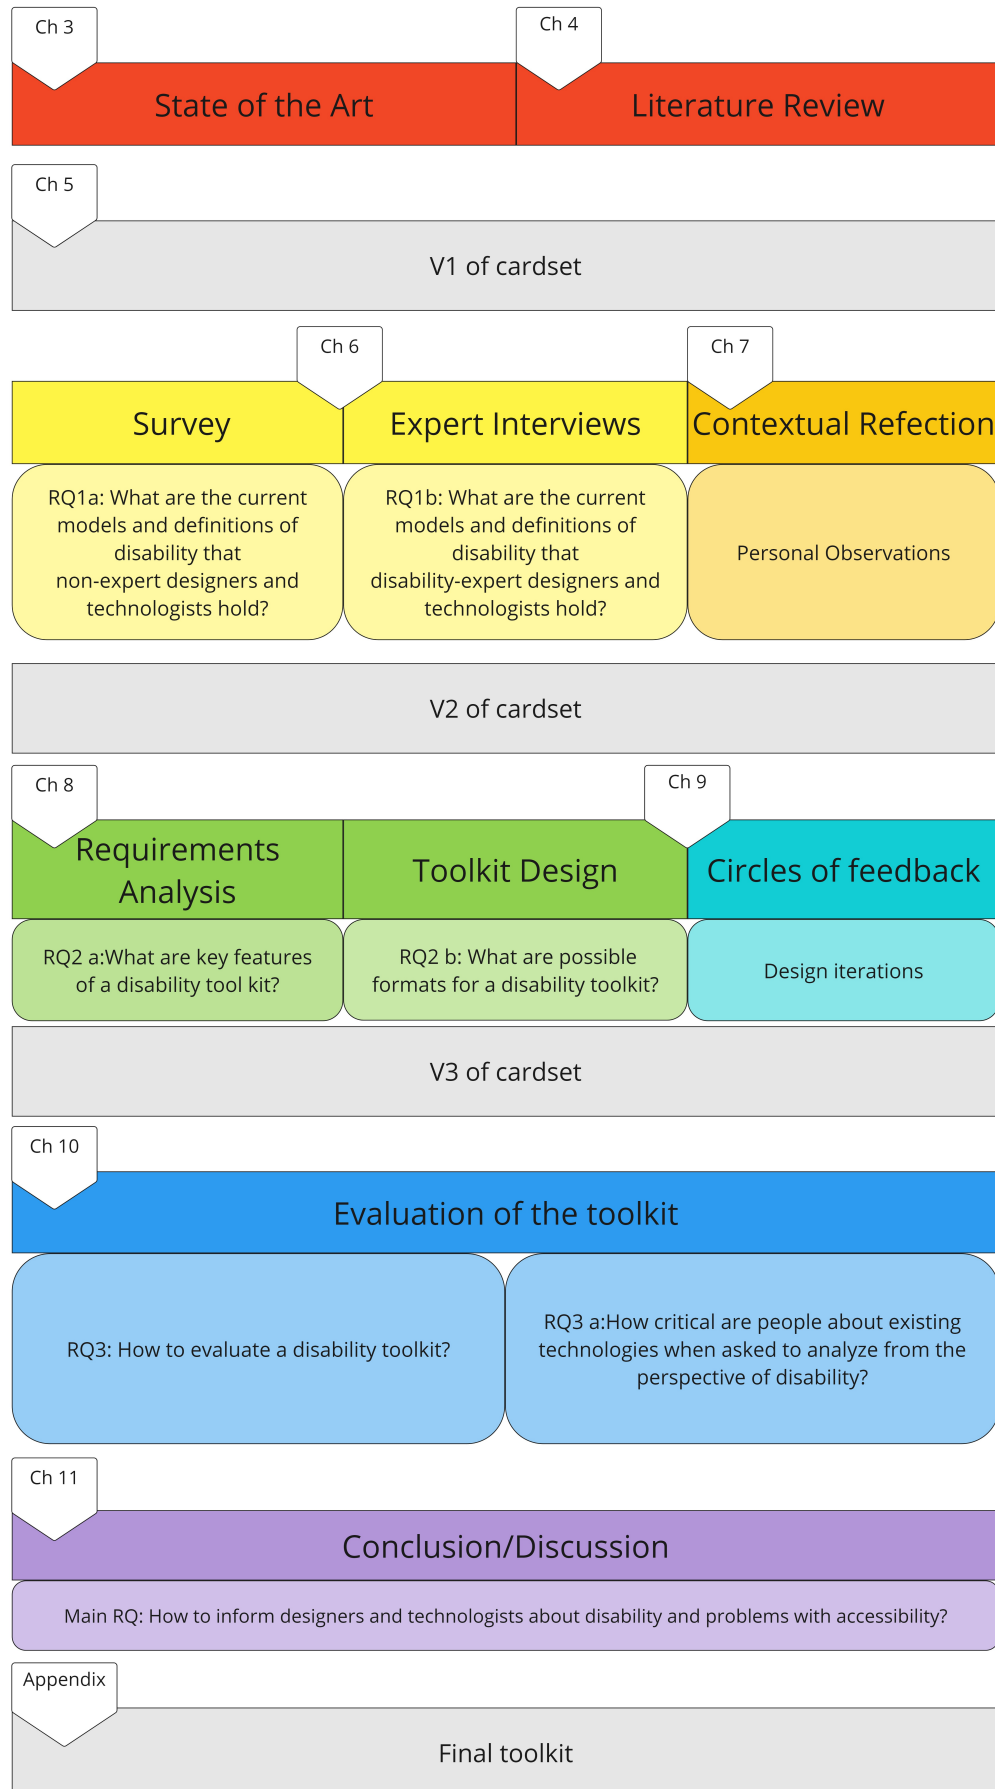 Ch 3
Ch 4
State of the Art
Literature Review
Ch 5
V1 of cardset
Ch 6
Ch 7
Survey
Expert Interviews
Contextual Refection
RQ1a: What are the current
models and definitions of
disability that
non-expert designers and
technologists hold?
RQ1b: What are the current
models and definitions of
disability that
disability-expert designers and
technologists hold?
Personal Observations
V2 of cardset
Ch 8
Ch 9
Requirements
Analysis
Toolkit Design
Circles of feedback
RQ2 a:What are key features
of a disability tool kit?
RQ2 b: What are possible
formats for a disability toolkit?
Design iterations
V3 of cardset
Ch 10
Evaluation of the toolkit
RQ3: How to evaluate a disability toolkit?
RQ3 a:How critical are people about existing
technologies when asked to analyze from the
perspective of disability?
Ch 11
Conclusion/Discussion
Main RQ: How to inform designers and technologists about disability and problems with accessibility?
Appendix
Final toolkit